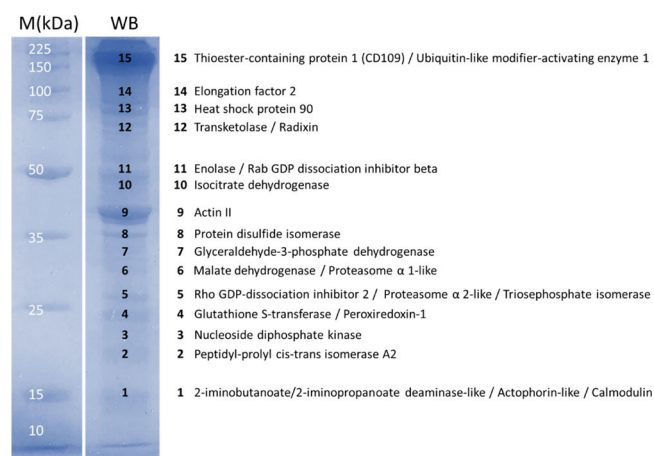 M(kDa) WB
225
15 15 Thioester-containing protein 1 (CD109) / Ubiquitin-like modifier-activating enzyme 1
150
100 14 14 Elongation factor 2
13 13 Heat shock protein 90
75
12 12 Transketolase / Radixin
50 11 11 Enolase / Rab GDP dissociation inhibitor beta
10 10 Isocitrate dehydrogenase
9 9 Actin II
35 8 8 Protein disulfide isomerase
7 7 Glyceraldehyde-3-phosphate dehydrogenase
6 6 Malate dehydrogenase / Proteasome α 1-like
5 5 Rho GDP-dissociation inhibitor 2 / Proteasome α 2-like / Triosephosphate isomerase
25 4 4 Glutathione S-transferase / Peroxiredoxin-1
3 3 Nucleoside diphosphate kinase
2 2 Peptidyl-prolyl cis-trans isomerase A2
15 1 1 2-iminobutanoate/2-iminopropanoate deaminase-like / Actophorin-like / Calmodulin
10